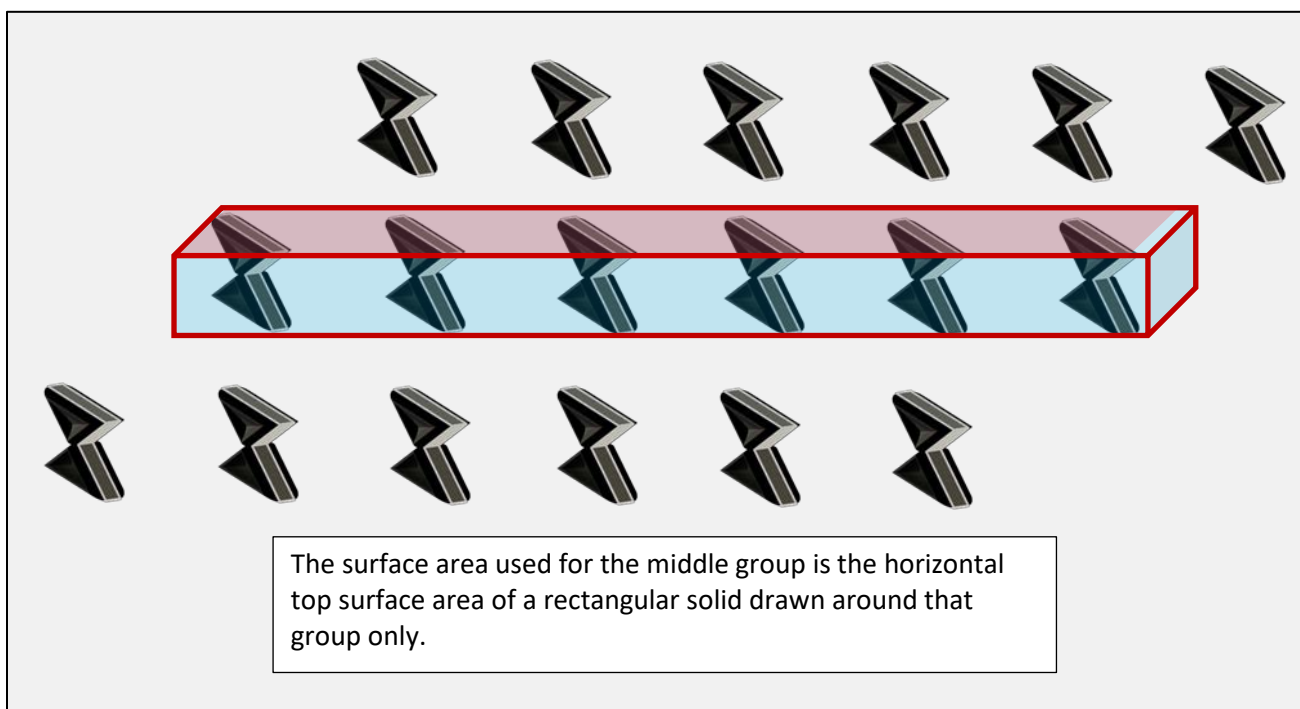 The surface area used for the middle group is the horizontal
top surface area of a rectangular solid drawn around that
group only.